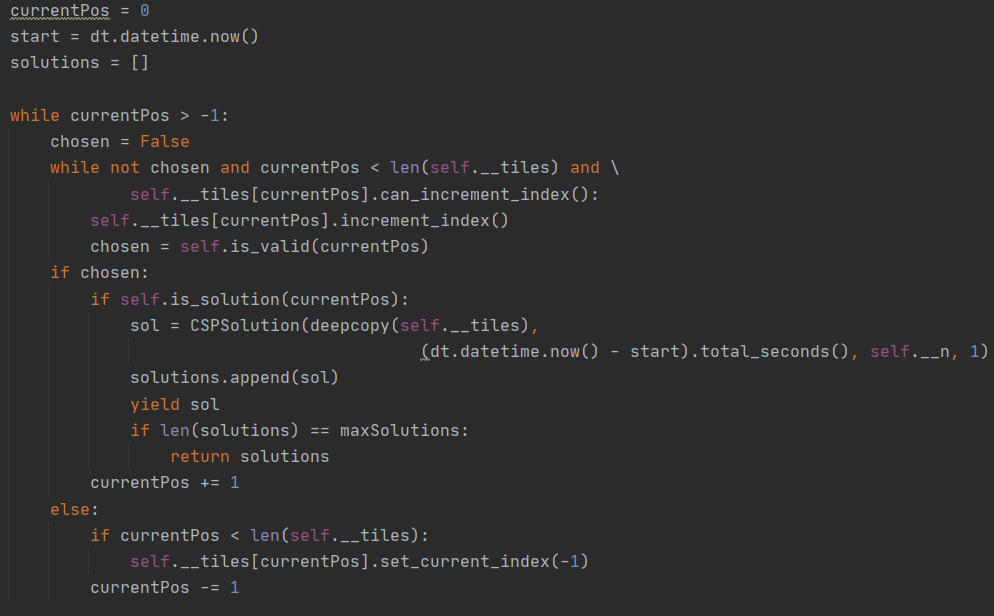 currentPos = 0
start = dt.datetime.now()
solutions = []
while currentPos > -1:
    chosen = False
    while not chosen and currentPos < len(self.__tiles) and \
            self.__tiles[currentPos].can_increment_index():
        self.__tiles[currentPos].increment_index()
        chosen = self.is_valid(currentPos)
    if chosen:
        if self.is_solution(currentPos):
            sol = CSPSolution(deepcopy(self.__tiles),
                                         (dt.datetime.now() - start).total_seconds(), self.__n, 1)
            solutions.append(sol)
            yield sol
            if len(solutions) == maxSolutions:
                return solutions
        currentPos += 1
    else:
        if currentPos < len(self.__tiles):
            self.__tiles[currentPos].set_current_index(-1)
        currentPos -= 1